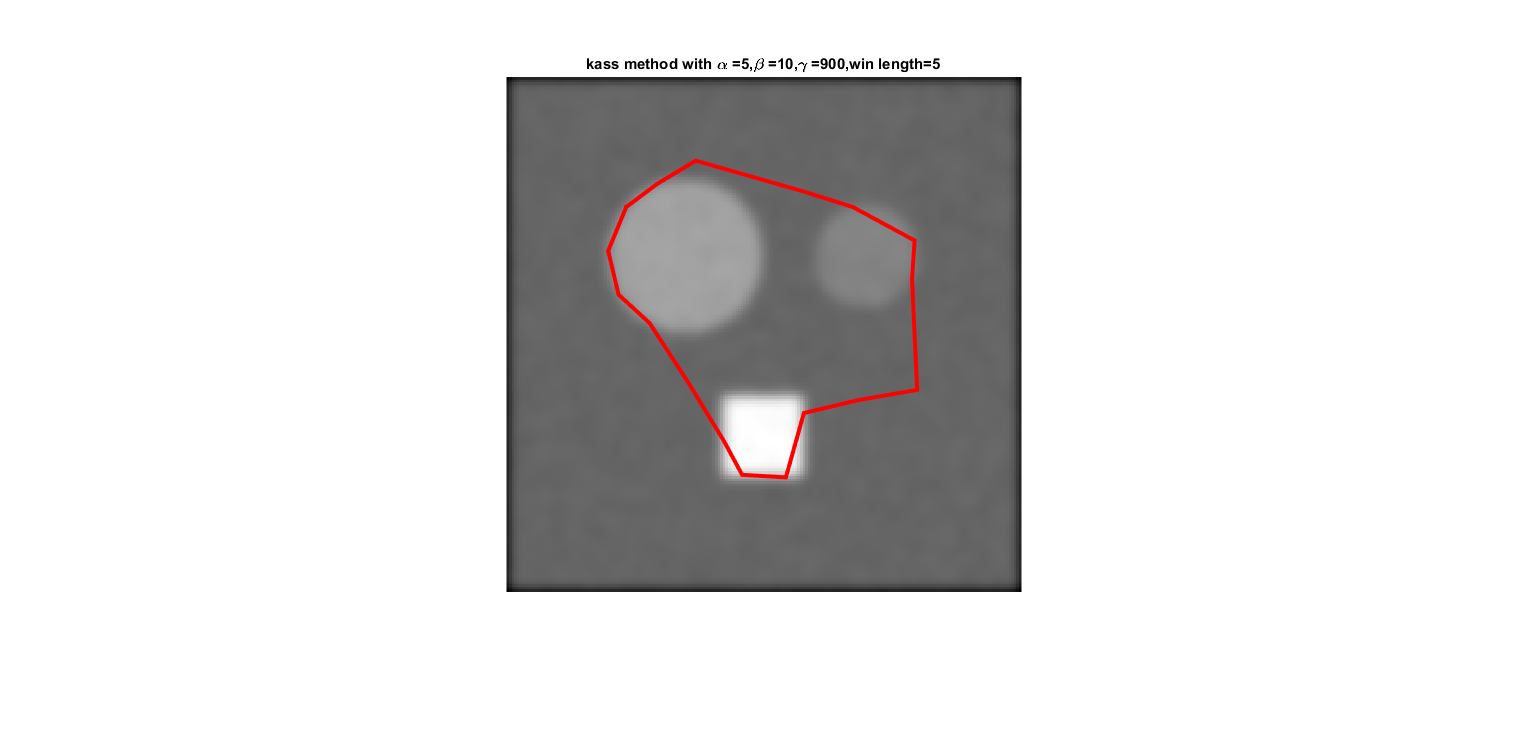 kass method with α =5,β =10,γ =900,win length=5